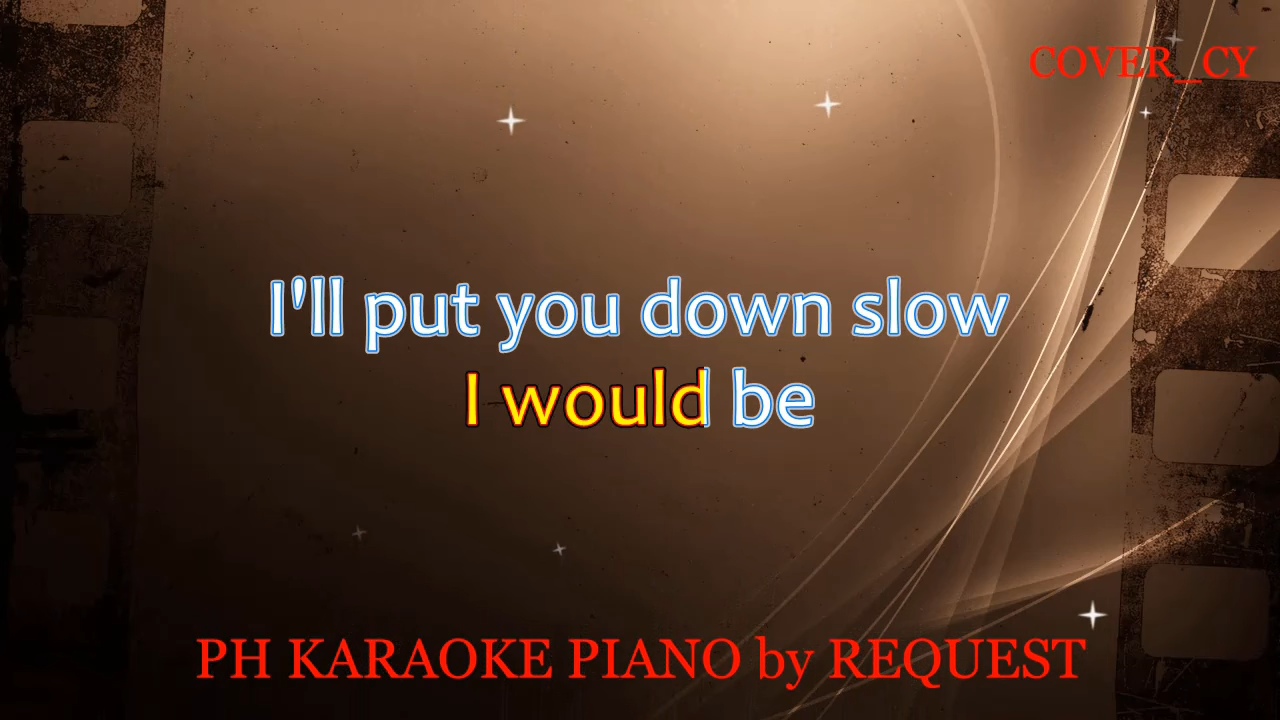 COVER_CY
I'll put you down slow
I would be
PH KARAOKE PIANO by REQUEST